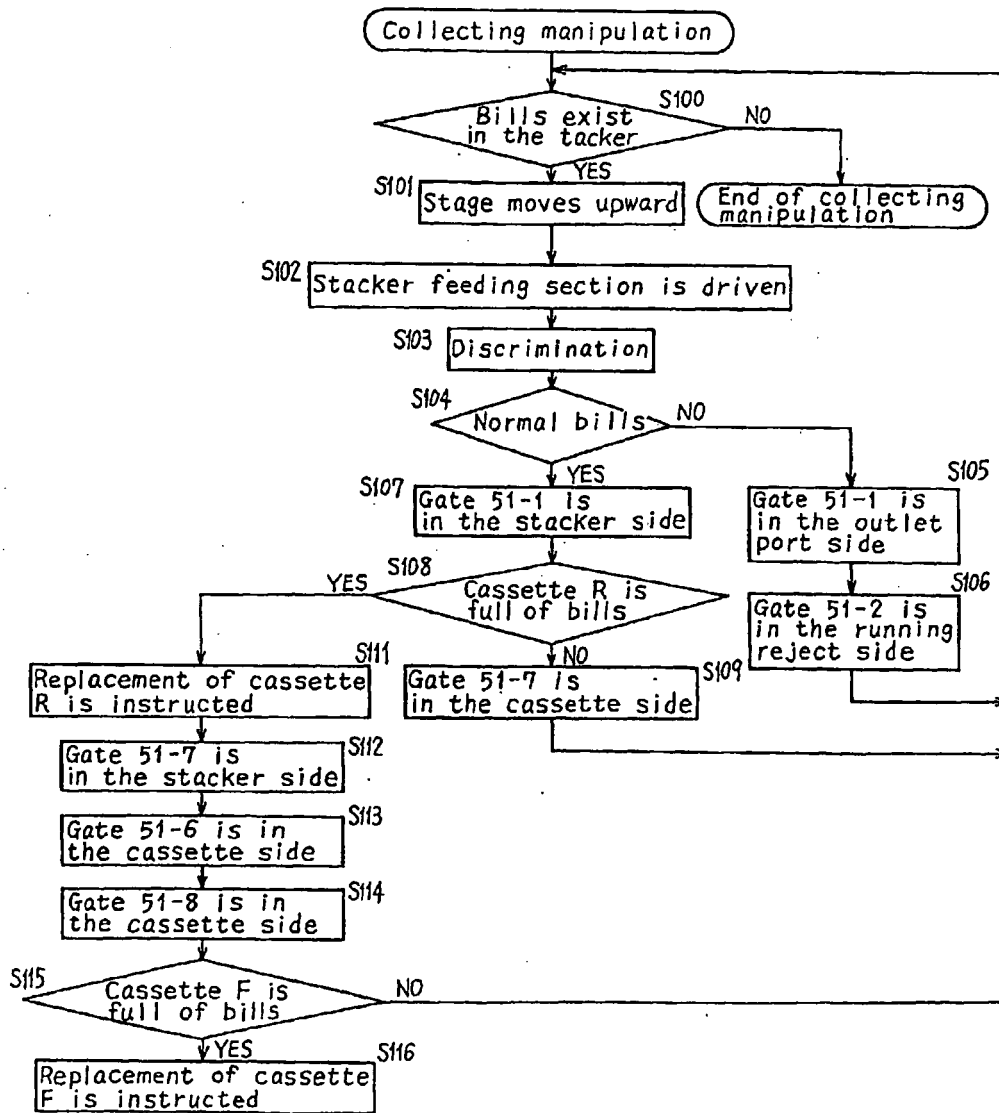 Collecting manipulation
S100
Bills exist
in the tacker
NO
YES
S101
Stage moves upward
End of collecting
manipulation
S102
Stacker feeding section is driven
S103
Discrimination
S104
Normal bills
NO
YES
S105
Gate 51-1 is
in the outlet
port side
S107
Gate 51-1 is
in the stacker side
S106
Gate 51-2 is
in the running
reject side
S108
YES
Cassette R is
full of bills
NO
S109
Gate 51-7 is
in the cassette side
S111
Replacement of cassette
R is instructed
S112
Gate 51-7 is
in the stacker side
S113
Gate 51-6 is in
the cassette side
S114
Gate 51-8 is in
the cassette side
S115
Cassette F is
full of bills
NO
YES
S116
Replacement of cassette
F is instructed